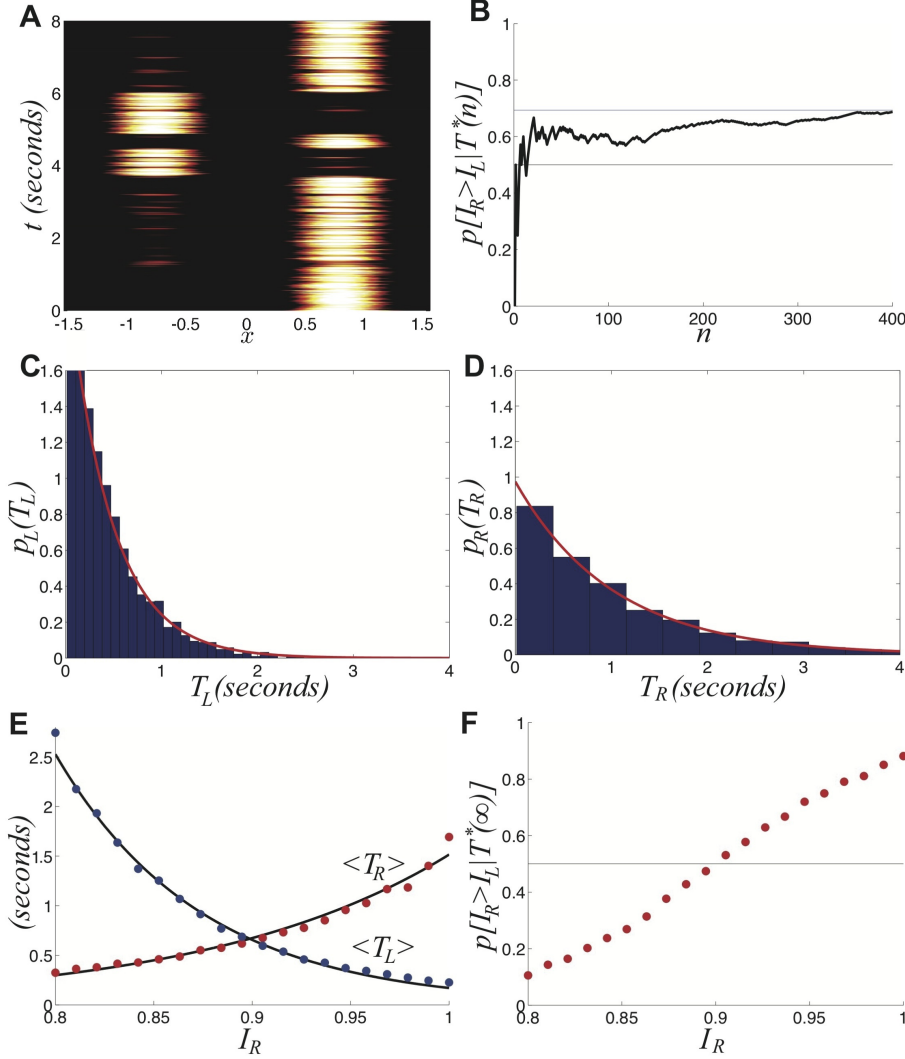 A
8
6
4
2
0
t (seconds)
-1.5 -1 -0.5 0 0.5 1 1.5
x
B
1
0.8
0.6
0.4
0.2
0
p[I_R>I_L|T^*(n)]
0 100 200 300 400
n
C
1.6
1.4
1.2
1
0.8
0.6
0.4
0.2
0
p_L(T_L)
0 1 2 3 4
T_L(seconds)
D
1.6
1.4
1.2
1
0.8
0.6
0.4
0.2
0
p_R(T_R)
0 1 2 3 4
T_R(seconds)
E
2.5
2
1.5
1
0.5
0
(seconds)
<T_R>
<T_L>
0.8 0.85 0.9 0.95 1
I_R
F
1
0.8
0.6
0.4
0.2
0
p[I_R>I_L|T^*(∞)]
0.8 0.85 0.9 0.95 1
I_R